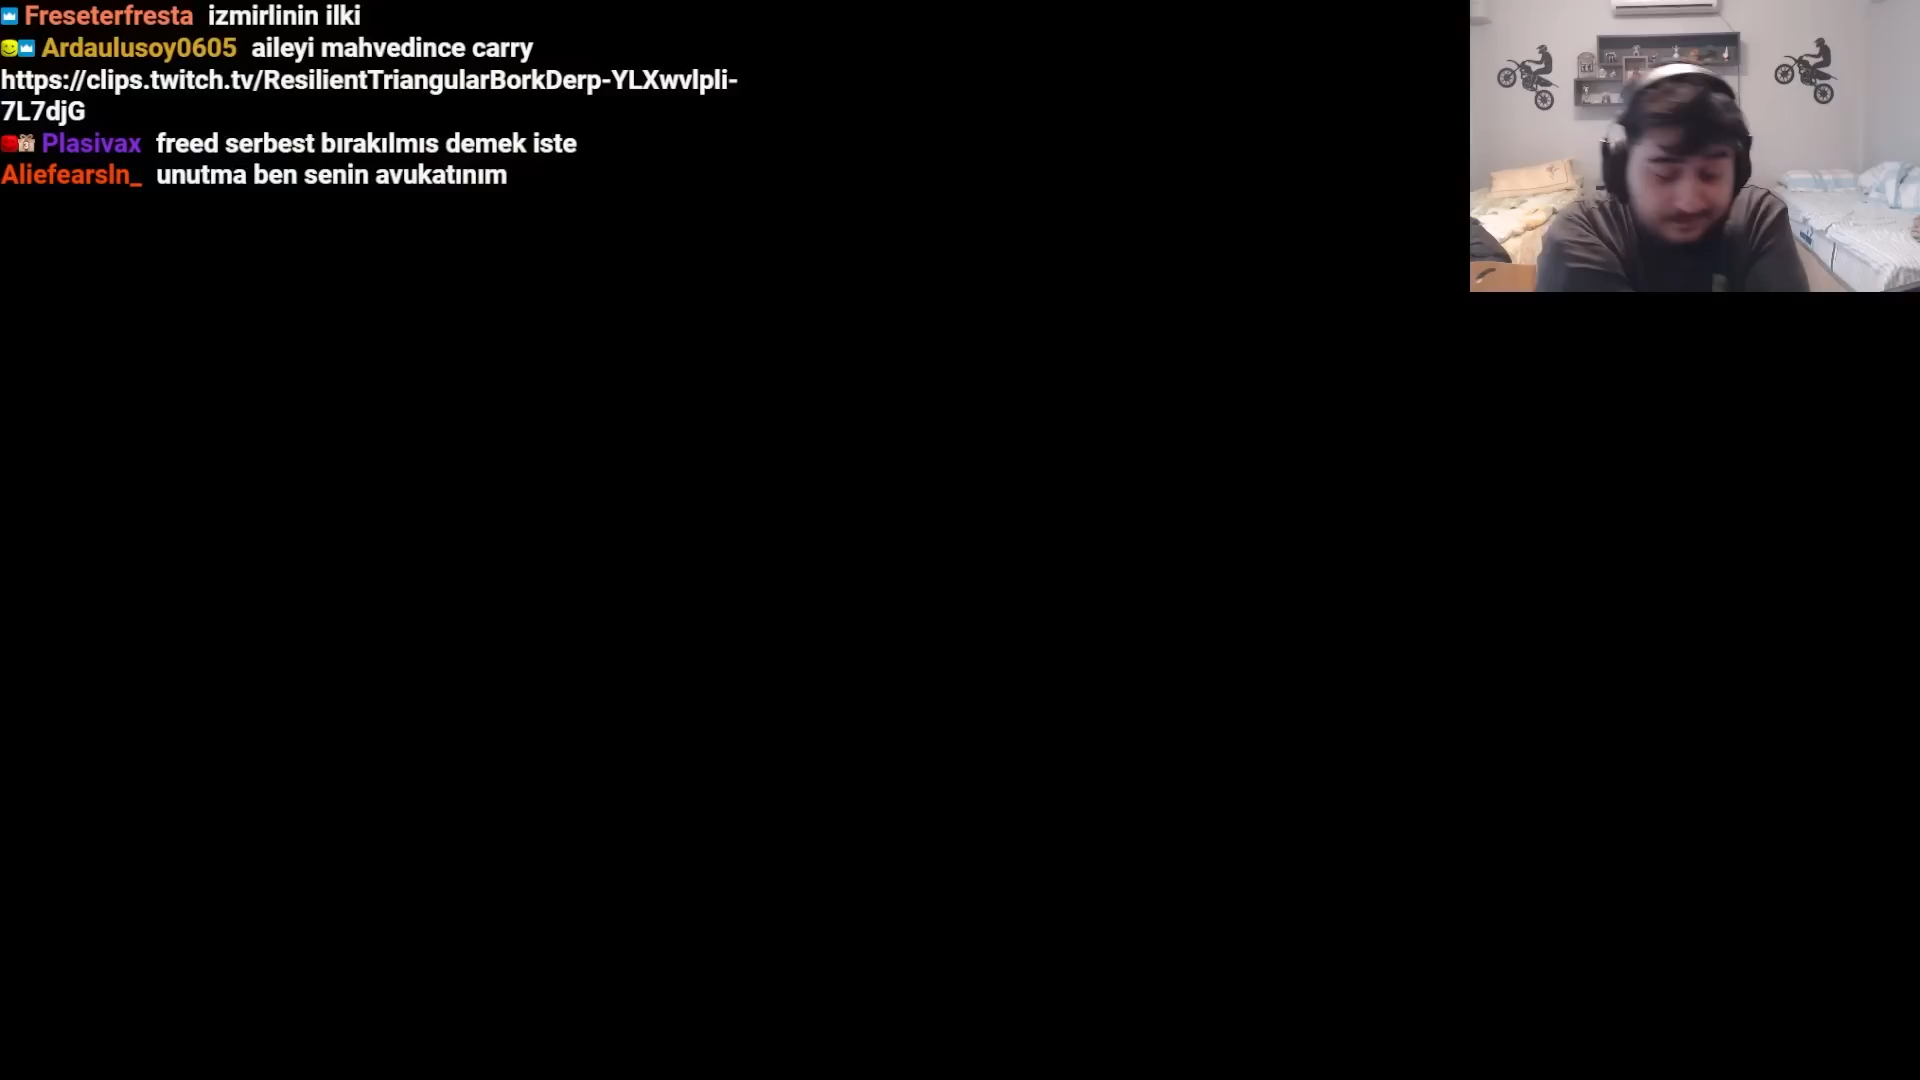 Freseterfresta izmirlinin ilki
Ardaulusoy0605 aileyi mahvedince carry
https://clips.twitch.tv/ResilientTriangularBorkDerp-YLXwvlpli-
7L7djG
Plasivax freed serbest bırakılmıs demek iste
Aliefearsln_ unutma ben senin avukatınım